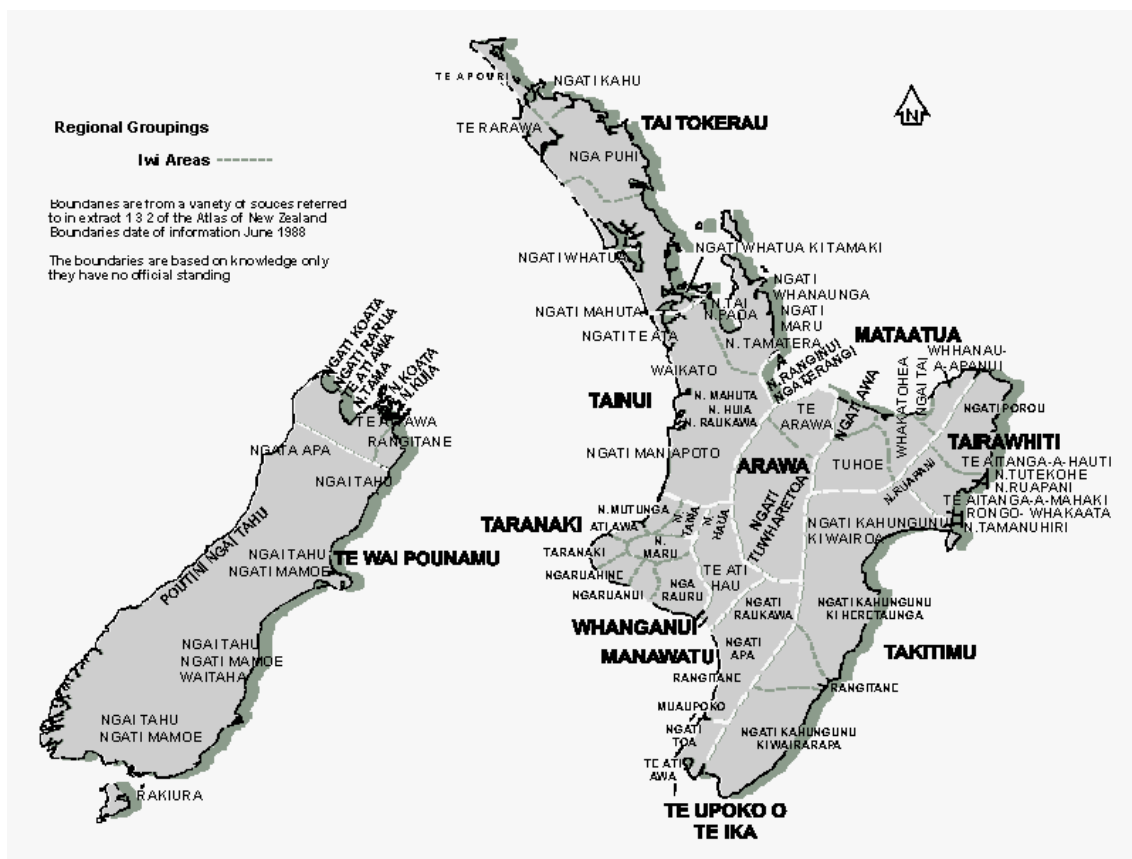 Regional Groupings
Iwi Areas
Boundaries are from a variety of souces referred
to in extract 1 3 2 of the Atlas of New Zealand
Boundaries date of information June 1988
The boundaries are based on knowledge only
they have no official standing
N
TE APOURI
NGATI KAHU
TE RARAWA
TAI TOKERAU
NGA PUHI
NGATI WHATUA
NGATI WHATUA KI TAMAKI
NGATI
WHANAUNGA
NGATI
MARU
N. TAI
N. PAOA
NGATI MAHUTA
NGATI TE ATA
N. TAMATERA
WAIKATO
N. RANGINUI
NGATERANGI
MATAATUA
WHHANAU-
A-APANUI
NGAI TAI
WHAKATOHEA
NGATI AWA
NGATI POROU
TAINUI
N. MAHUTA
N. HUIA
N. RAUKAWA
TE
ARAWA
NGATI MANIAPOTO
ARAWA
TUHOE
N. RUAPANI
TAIRAWHITI
TE AITANGA-A-HAUTI
N. TUTEKOHE
N. RUAPANI
TE AITANGA-A-MAHAKI
RONGO- WHAKAATA
N. TAMANUHIRI
NGATI
TUWHARETOA
NGATI KAHUNGUNU
KI WAIROA
N. MUTUNGA
ATI AWA
N.
TAMA
N.
HAUA
TARANAKI
TARANAKI
N.
MARU
NGARUAHINE
NGARUANUI
NGA
RAURU
TE ATI
HAU
WHANGANUI
MANAWATU
NGATI
RAUKAWA
NGATI
APA
NGATI KAHUNGUNU
KI HERETAUNGA
TAKITIMU
RANGITANE
RANGITANE
MUAUPOKO
NGATI
TOA
NGATI KAHUNGUNU
KI WAIRARAPA
TE ATI
AWA
TE UPOKO O
TE IKA
NGATI KOATA
NGATI RARUA
TE ATI AWA
N. TAMA
N. KOATA
N. KUIA
RANGITANE
NGATA APA
NGAI TAHU
POUTINI NGAI TAHU
NGAI TAHU
NGATI MAMOE
TE WAI POUNAMU
NGAI TAHU
NGATI MAMOE
WAITAHA
NGAI TAHU
NGATI MAMOE
RAKIURA